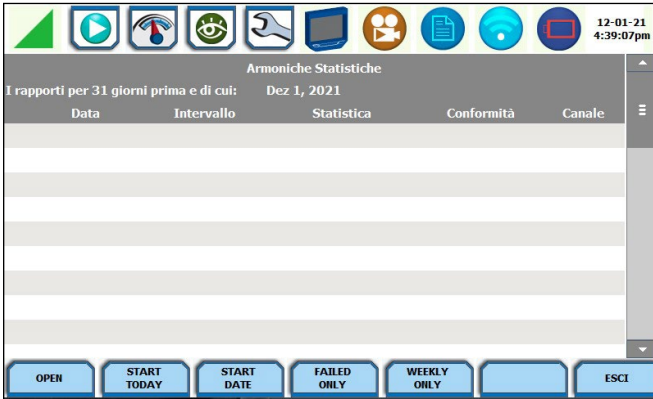 12-01-21
4:39:07pm
Armoniche Statistiche
I rapporti per 31 giorni prima e di cui: Dez 1, 2021
Data Intervallo Statistica Conformità Canale
OPEN START TODAY START DATE FAILED ONLY WEEKLY ONLY ESCI